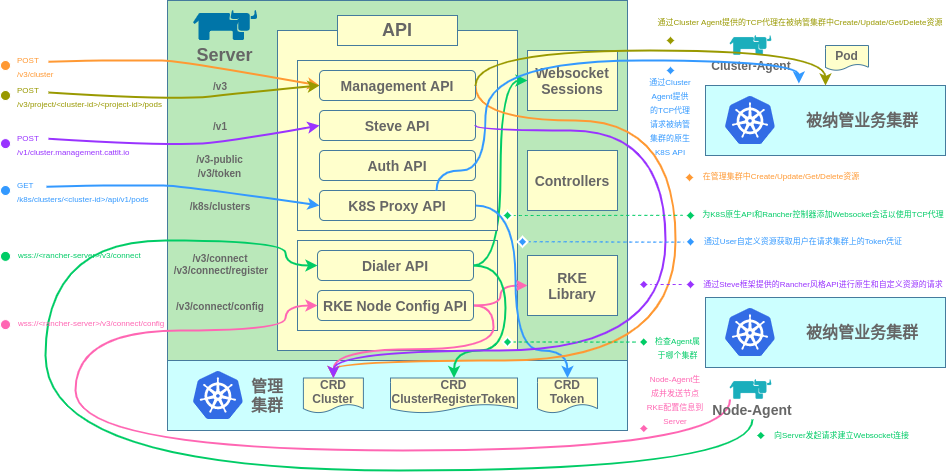 POST
/v3/cluster
POST
/v3/project/<cluster-id>/<project-id>/pods
POST
/v1/cluster.management.cattit.io
GET
/k8s/clusters/<cluster-id>/api/v1/pods
wss://<rancher-server>/v3/connect
wss://<rancher-server>/v3/connect/config
Server
/v3
/v1
/v3-public
/v3/token
/k8s/clusters
/v3/connect
/v3/connect/register
/v3/connect/config
API
Management API
Steve API
Auth API
K8S Proxy API
Dialer API
RKE Node Config API
Websocket
Sessions
Controllers
RKE
Library
管理
集群
CRD
Cluster
CRD
ClusterRegisterToken
CRD
Token
通过Cluster Agent提供的TCP代理在被纳管集群中Create/Update/Get/Delete资源
Cluster-Agent
Pod
通过Cluster
Agent提供
的TCP代理
请求被纳管
集群的原生
K8S API
被纳管业务集群
在管理集群中Create/Update/Get/Delete资源
为K8S原生API和Rancher控制器添加Websocket会话以使用TCP代理
通过User自定义资源获取用户在请求集群上的Token凭证
通过Steve框架提供的Rancher风格API进行原生和自定义资源的请求
检查Agent属
于哪个集群
被纳管业务集群
Node-Agent生
成并发送节点
RKE配置信息到
Server
Node-Agent
向Server发起请求建立Websocket连接